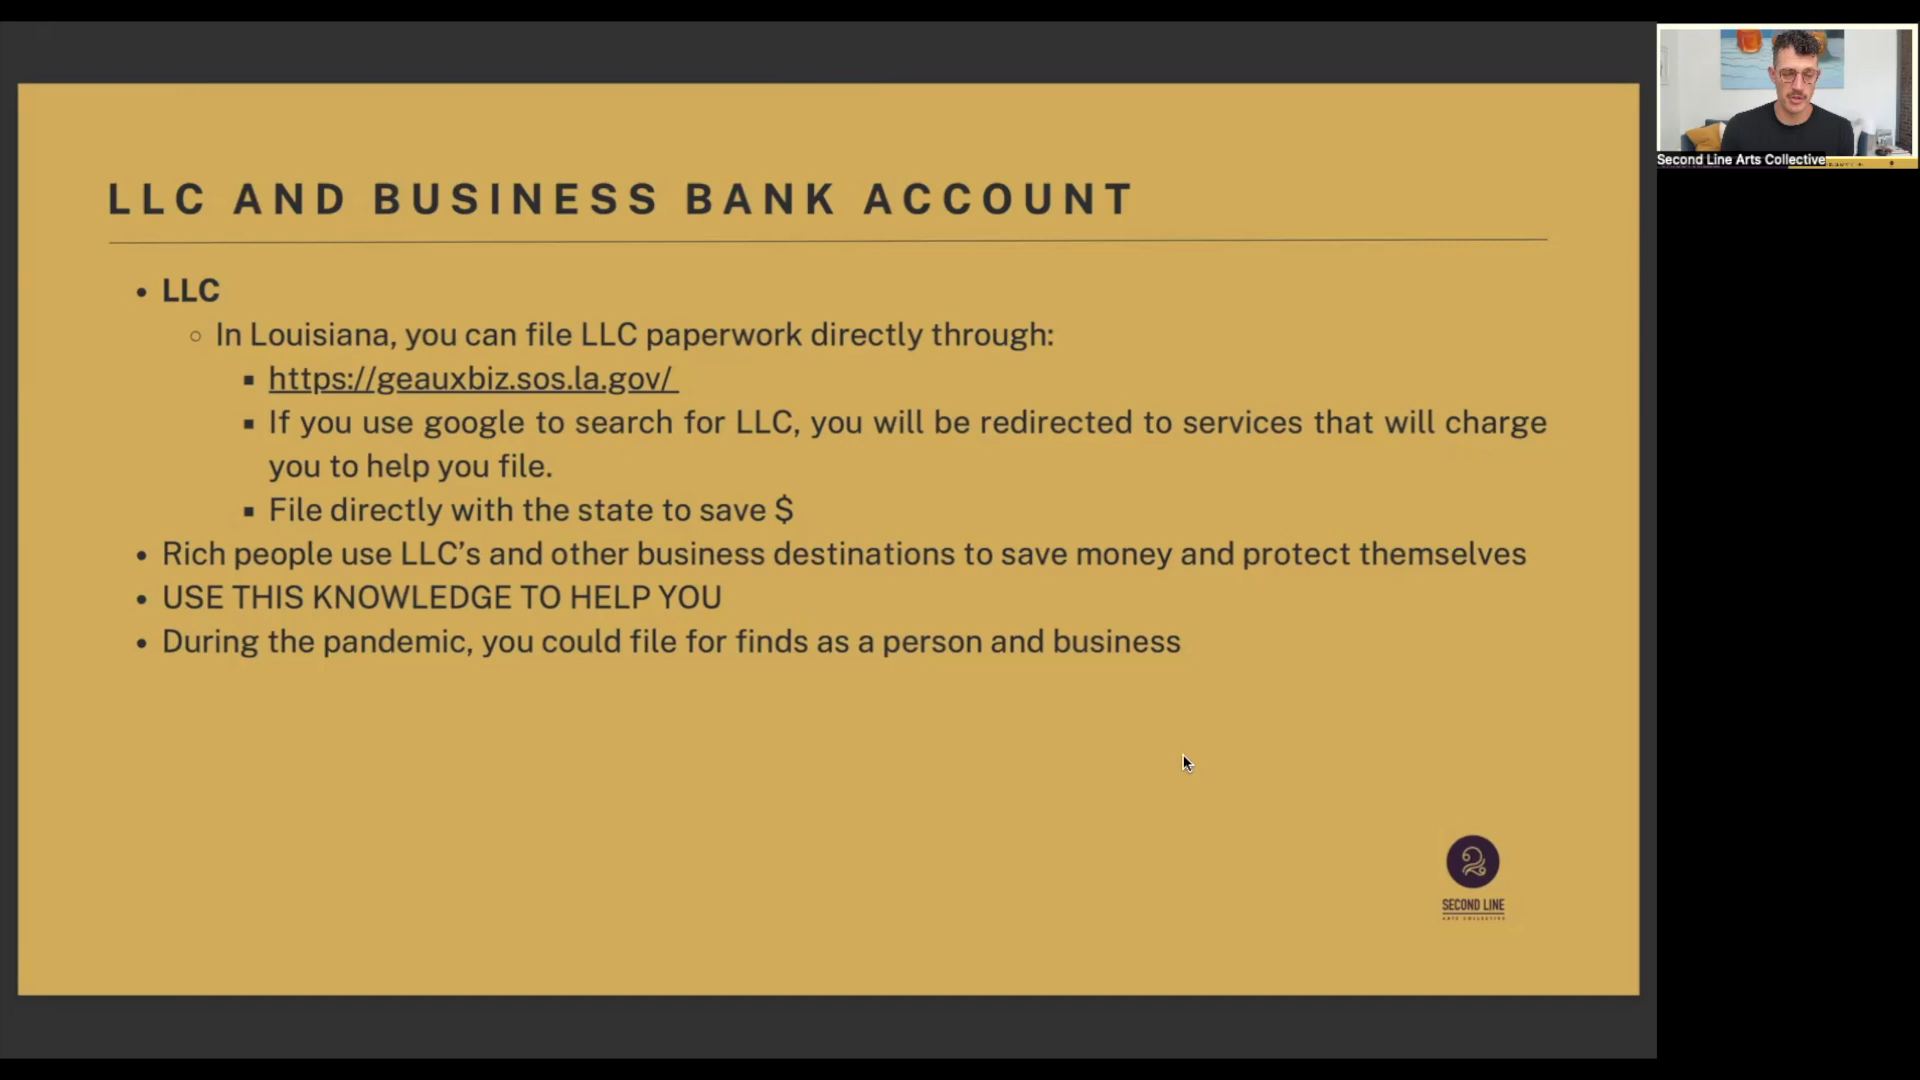 LLC AND BUSINESS BANK ACCOUNT
• LLC
○ In Louisiana, you can file LLC paperwork directly through:
▪ https://geauxbiz.sos.la.gov/
▪ If you use google to search for LLC, you will be redirected to services that will charge
you to help you file.
▪ File directly with the state to save $
• Rich people use LLC’s and other business destinations to save money and protect themselves
• USE THIS KNOWLEDGE TO HELP YOU
• During the pandemic, you could file for finds as a person and business
SECOND LINE
ARTS COLLECTIVE
Second Line Arts Collective